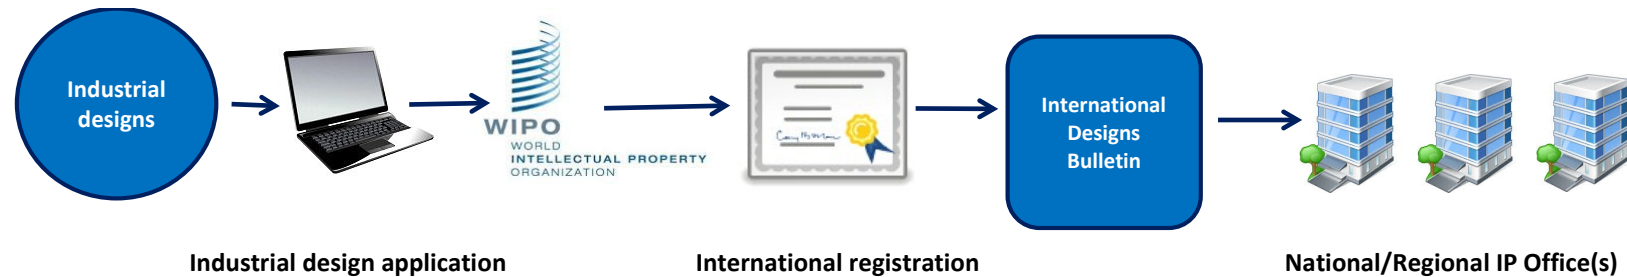 Industrial
designs
WIPO
WORLD
INTELLECTUAL PROPERTY
ORGANIZATION
International
Designs
Bulletin
Industrial design application
International registration
National/Regional IP Office(s)